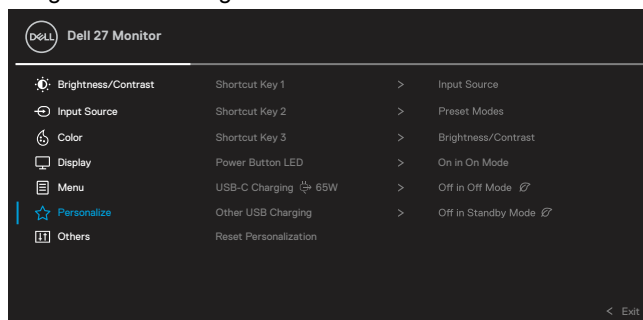 DELL Dell 27 Monitor
Brightness/Contrast Shortcut Key 1 > Input Source
Input Source Shortcut Key 2 > Preset Modes
Color Shortcut Key 3 > Brightness/Contrast
Display Power Button LED > On in On Mode
Menu USB-C Charging 65W > Off in Off Mode
Personalize Other USB Charging > Off in Standby Mode
Others Reset Personalization
< Exit